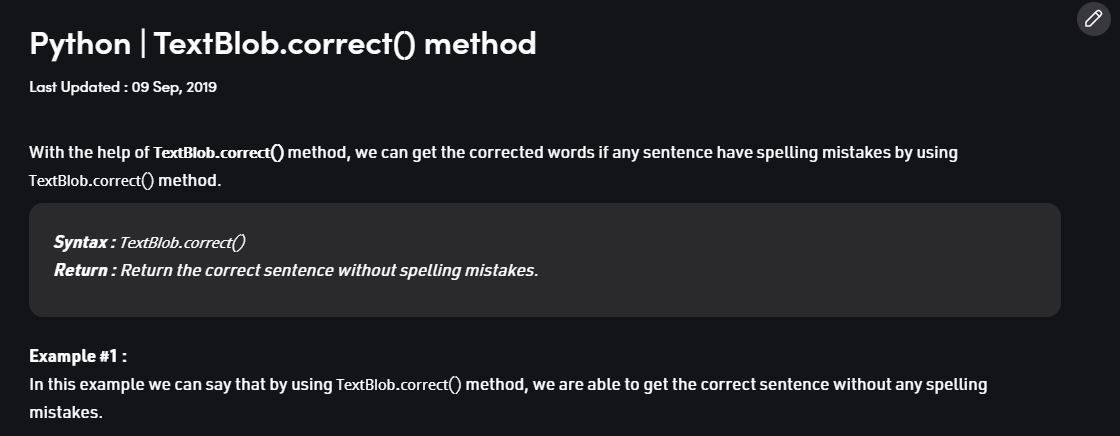 Python | TextBlob.correct() method
Last Updated : 09 Sep, 2019
With the help of TextBlob.correct() method, we can get the corrected words if any sentence have spelling mistakes by using
TextBlob.correct() method.
Syntax : TextBlob.correct()
Return : Return the correct sentence without spelling mistakes.
Example #1 :
In this example we can say that by using TextBlob.correct() method, we are able to get the correct sentence without any spelling
mistakes.